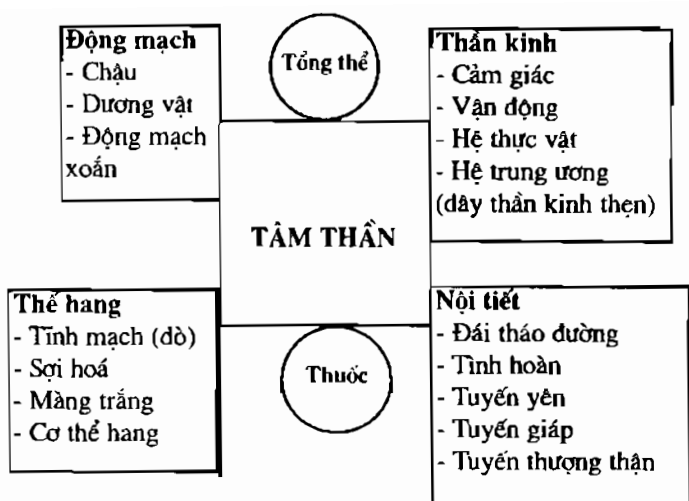 Động mạch
- Chậu
- Dương vật
- Động mạch
xoắn
Tổng thể
Thần kinh
- Cảm giác
- Vận động
- Hệ thực vật
- Hệ trung ương
(dây thần kinh thẹn)
TÂM THẦN
Thể hang
- Tĩnh mạch (dò)
- Sợi hoá
- Màng trắng
- Cơ thể hang
Thuốc
Nội tiết
- Đái tháo đường
- Tình hoàn
- Tuyến yên
- Tuyến giáp
- Tuyến thượng thận